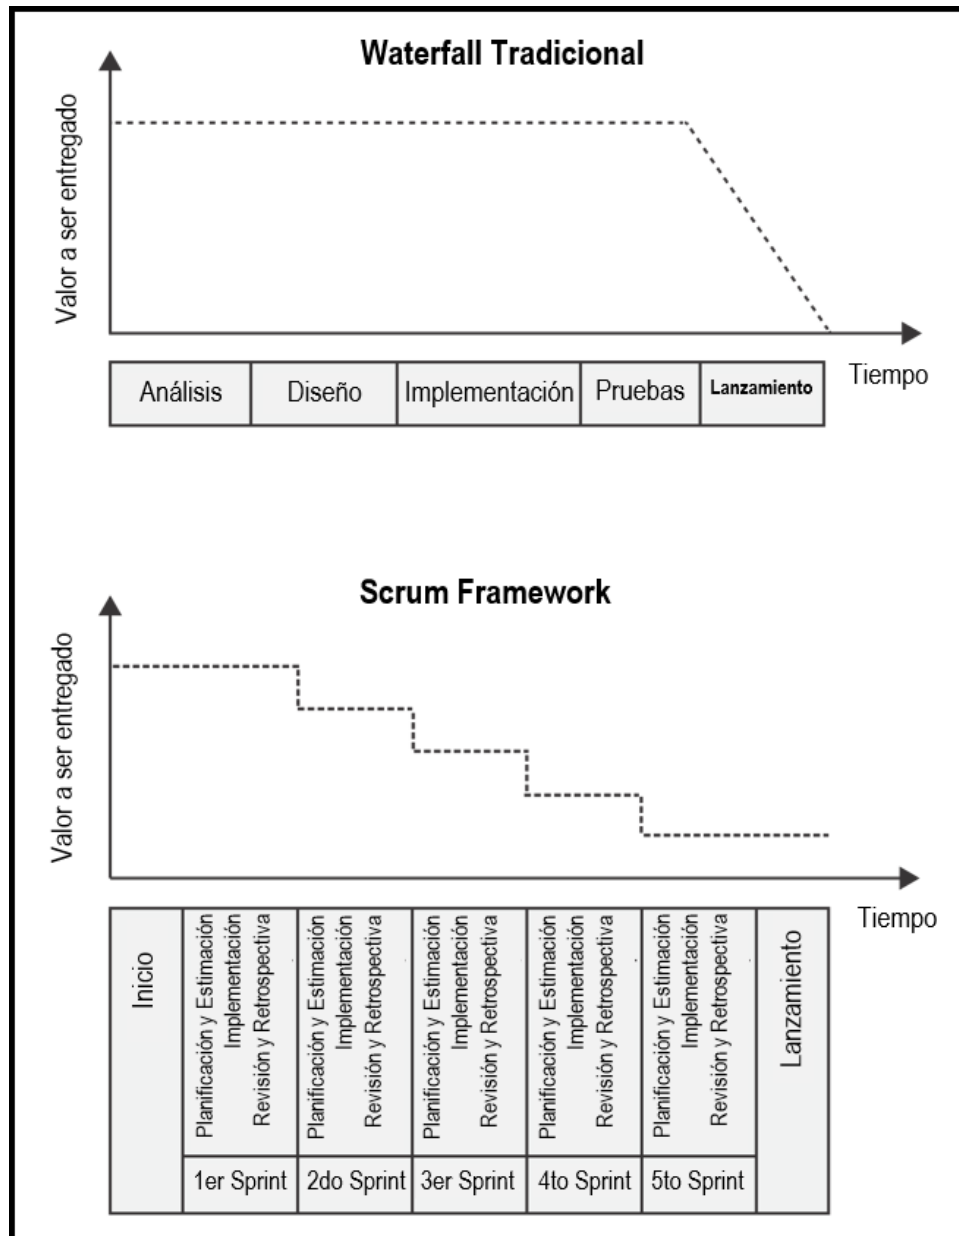 Waterfall Tradicional
Valor a ser entregado
Tiempo
Análisis
Diseño
Implementación
Pruebas
Lanzamiento
Scrum Framework
Valor a ser entregado
Tiempo
Inicio
Planificación y Estimación
Implementación
Revisión y Retrospectiva
1er Sprint
Planificación y Estimación
Implementación
Revisión y Retrospectiva
2do Sprint
Planificación y Estimación
Implementación
Revisión y Retrospectiva
3er Sprint
Planificación y Estimación
Implementación
Revisión y Retrospectiva
4to Sprint
Planificación y Estimación
Implementación
Revisión y Retrospectiva
5to Sprint
Lanzamiento